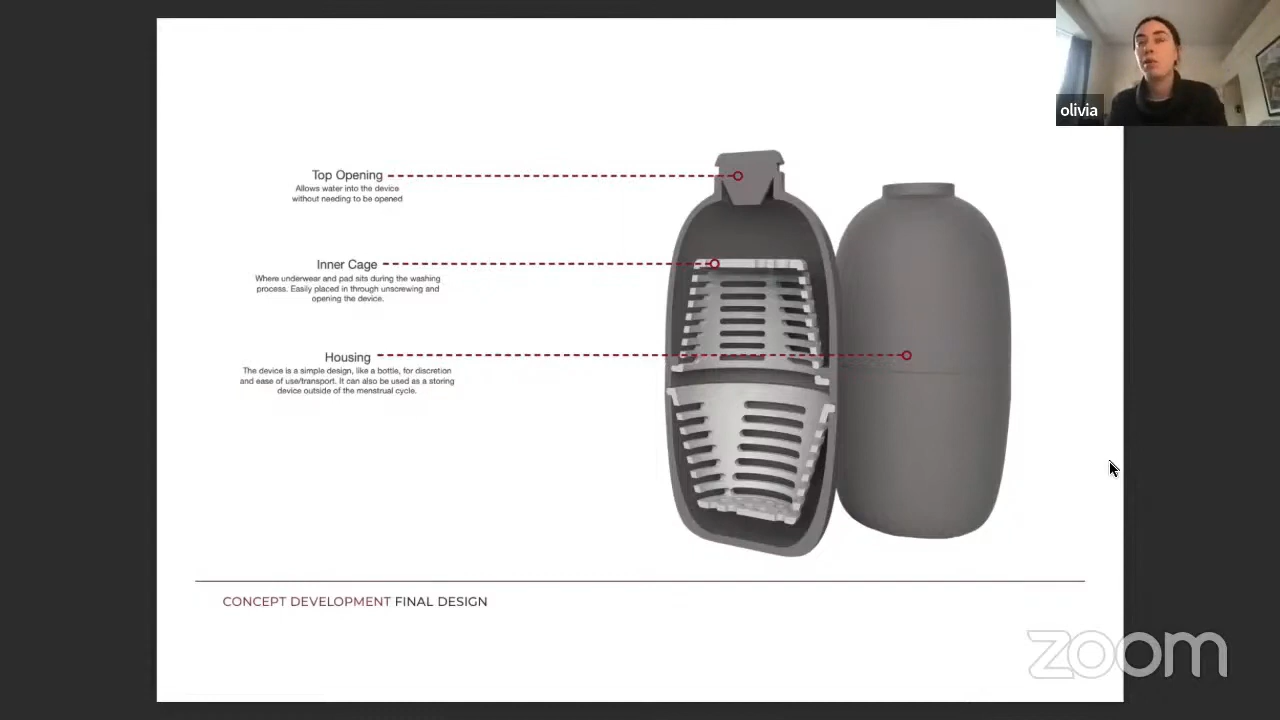 olivia
Top Opening
Allows water into the device
without needing to be opened
Inner Cage
Where underwear and pad sits during the washing
process. Easily placed in through unscrewing and
opening the device.
Housing
The device is a simple design, like a bottle, for discretion
and ease of use/transport. It can also be used as a storing
device outside of the menstrual cycle.
CONCEPT DEVELOPMENT FINAL DESIGN
zoom